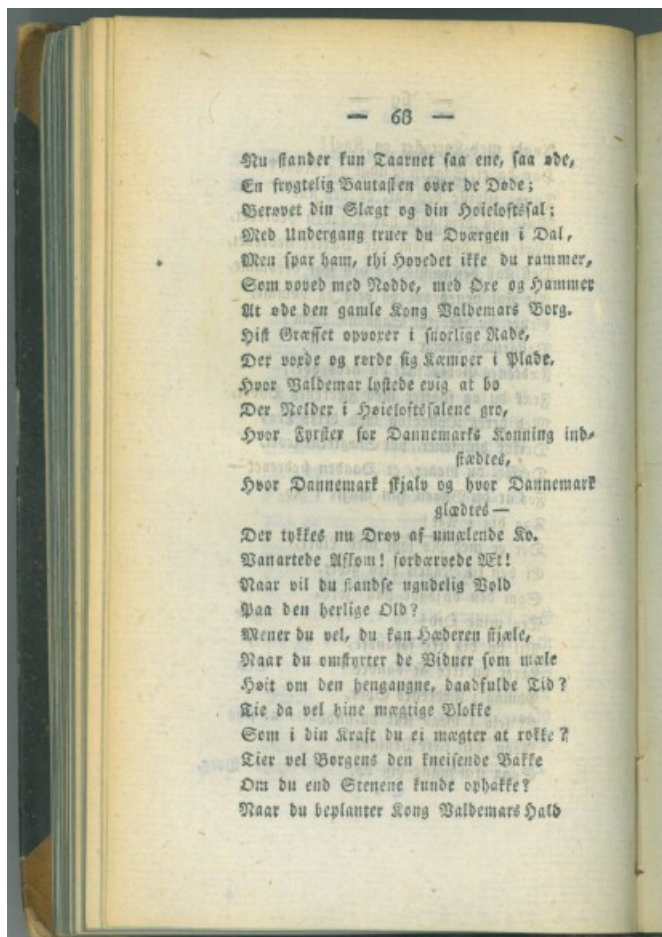 — 68 —
Nu stander kun Taarnet saa ene, saa øde,
En frygtelig Bautasten over de Døde;
Berøvet din Slægt og din Høieloftssal;
Med Undergang truer du Dværgen i Dal,
Men spar ham, thi Hovedet ikke du rammer,
Som voved med Nødde, med Øxe og Hammer
At øde den gamle Kong Valdemars Borg.
Hist Græsset opvoxer i snorlige Rade,
Der vorde og rørde sig Kæmper i Plade.
Hvor Valdemar lystede evig at bo
Der Nelder i Høieloftssalene gro,
Hvor Fyrster for Dannemarks Konning ind-
stædtes,
Hvor Dannemark skjalv og hvor Dannemark
glædtes —
Der tykkes nu Drøv af umælende Ko.
Vanartede Afkom! fordærvede Æt!
Naar vil du standse ugudelig Vold
Paa den herlige Old?
Mener du vel, du kan Hæderen stjæle,
Naar du omstyrter de Vidner som mæle
Høit om den hengangne, daadfulde Tid?
Tie da vel hine mægtige Blokke
Som i din Kraft du ei mægter at rokke?
Tier vel Borgens den kneisende Bakke
Om du end Stenene kunde ophakke?
Naar du beplanter Kong Valdemars Hald